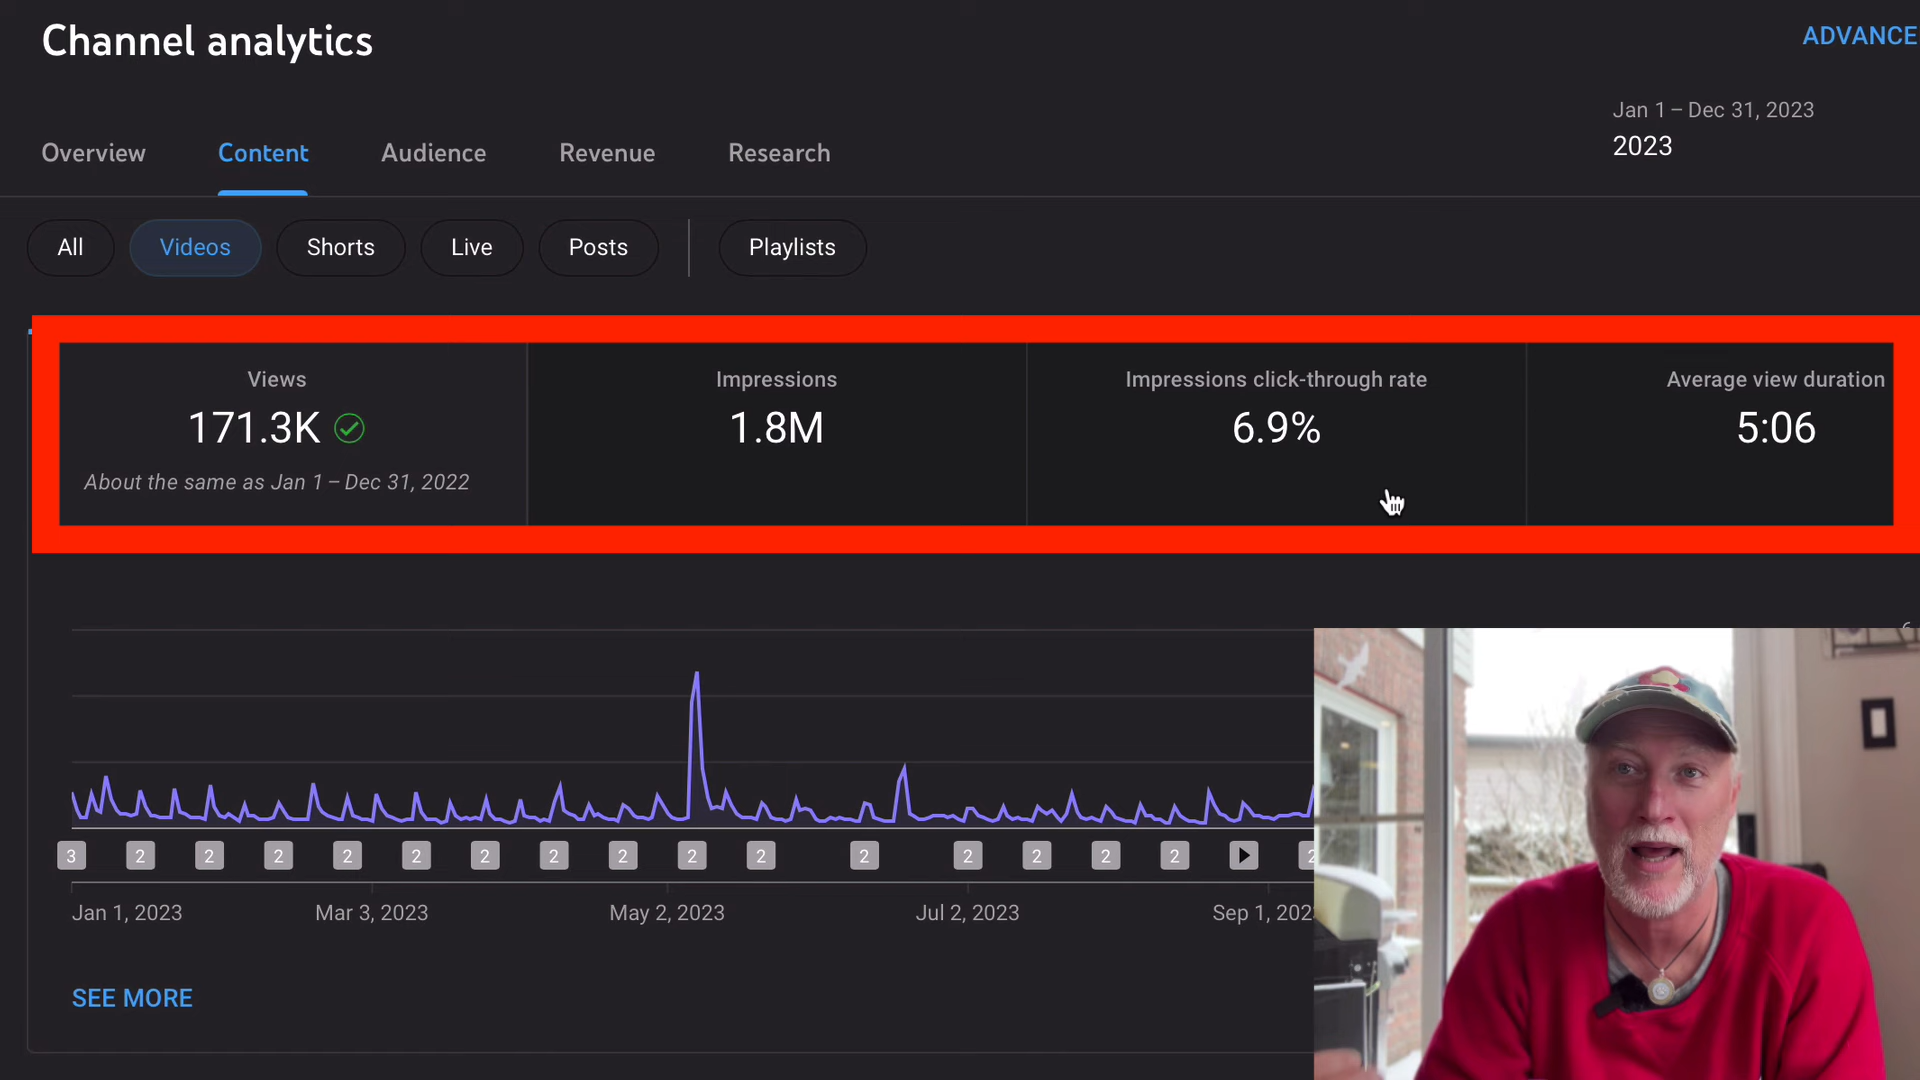 Channel analytics
ADVANCE
Jan 1 – Dec 31, 2023
2023
Overview
Content
Audience
Revenue
Research
All
Videos
Shorts
Live
Posts
Playlists
Views
171.3K
About the same as Jan 1 – Dec 31, 2022
Impressions
1.8M
Impressions click-through rate
6.9%
Average view duration
5:06
3 2 2 2 2 2 2 2 2 2 2 2 2 2 2 2 2
Jan 1, 2023
Mar 3, 2023
May 2, 2023
Jul 2, 2023
Sep 1, 202
SEE MORE